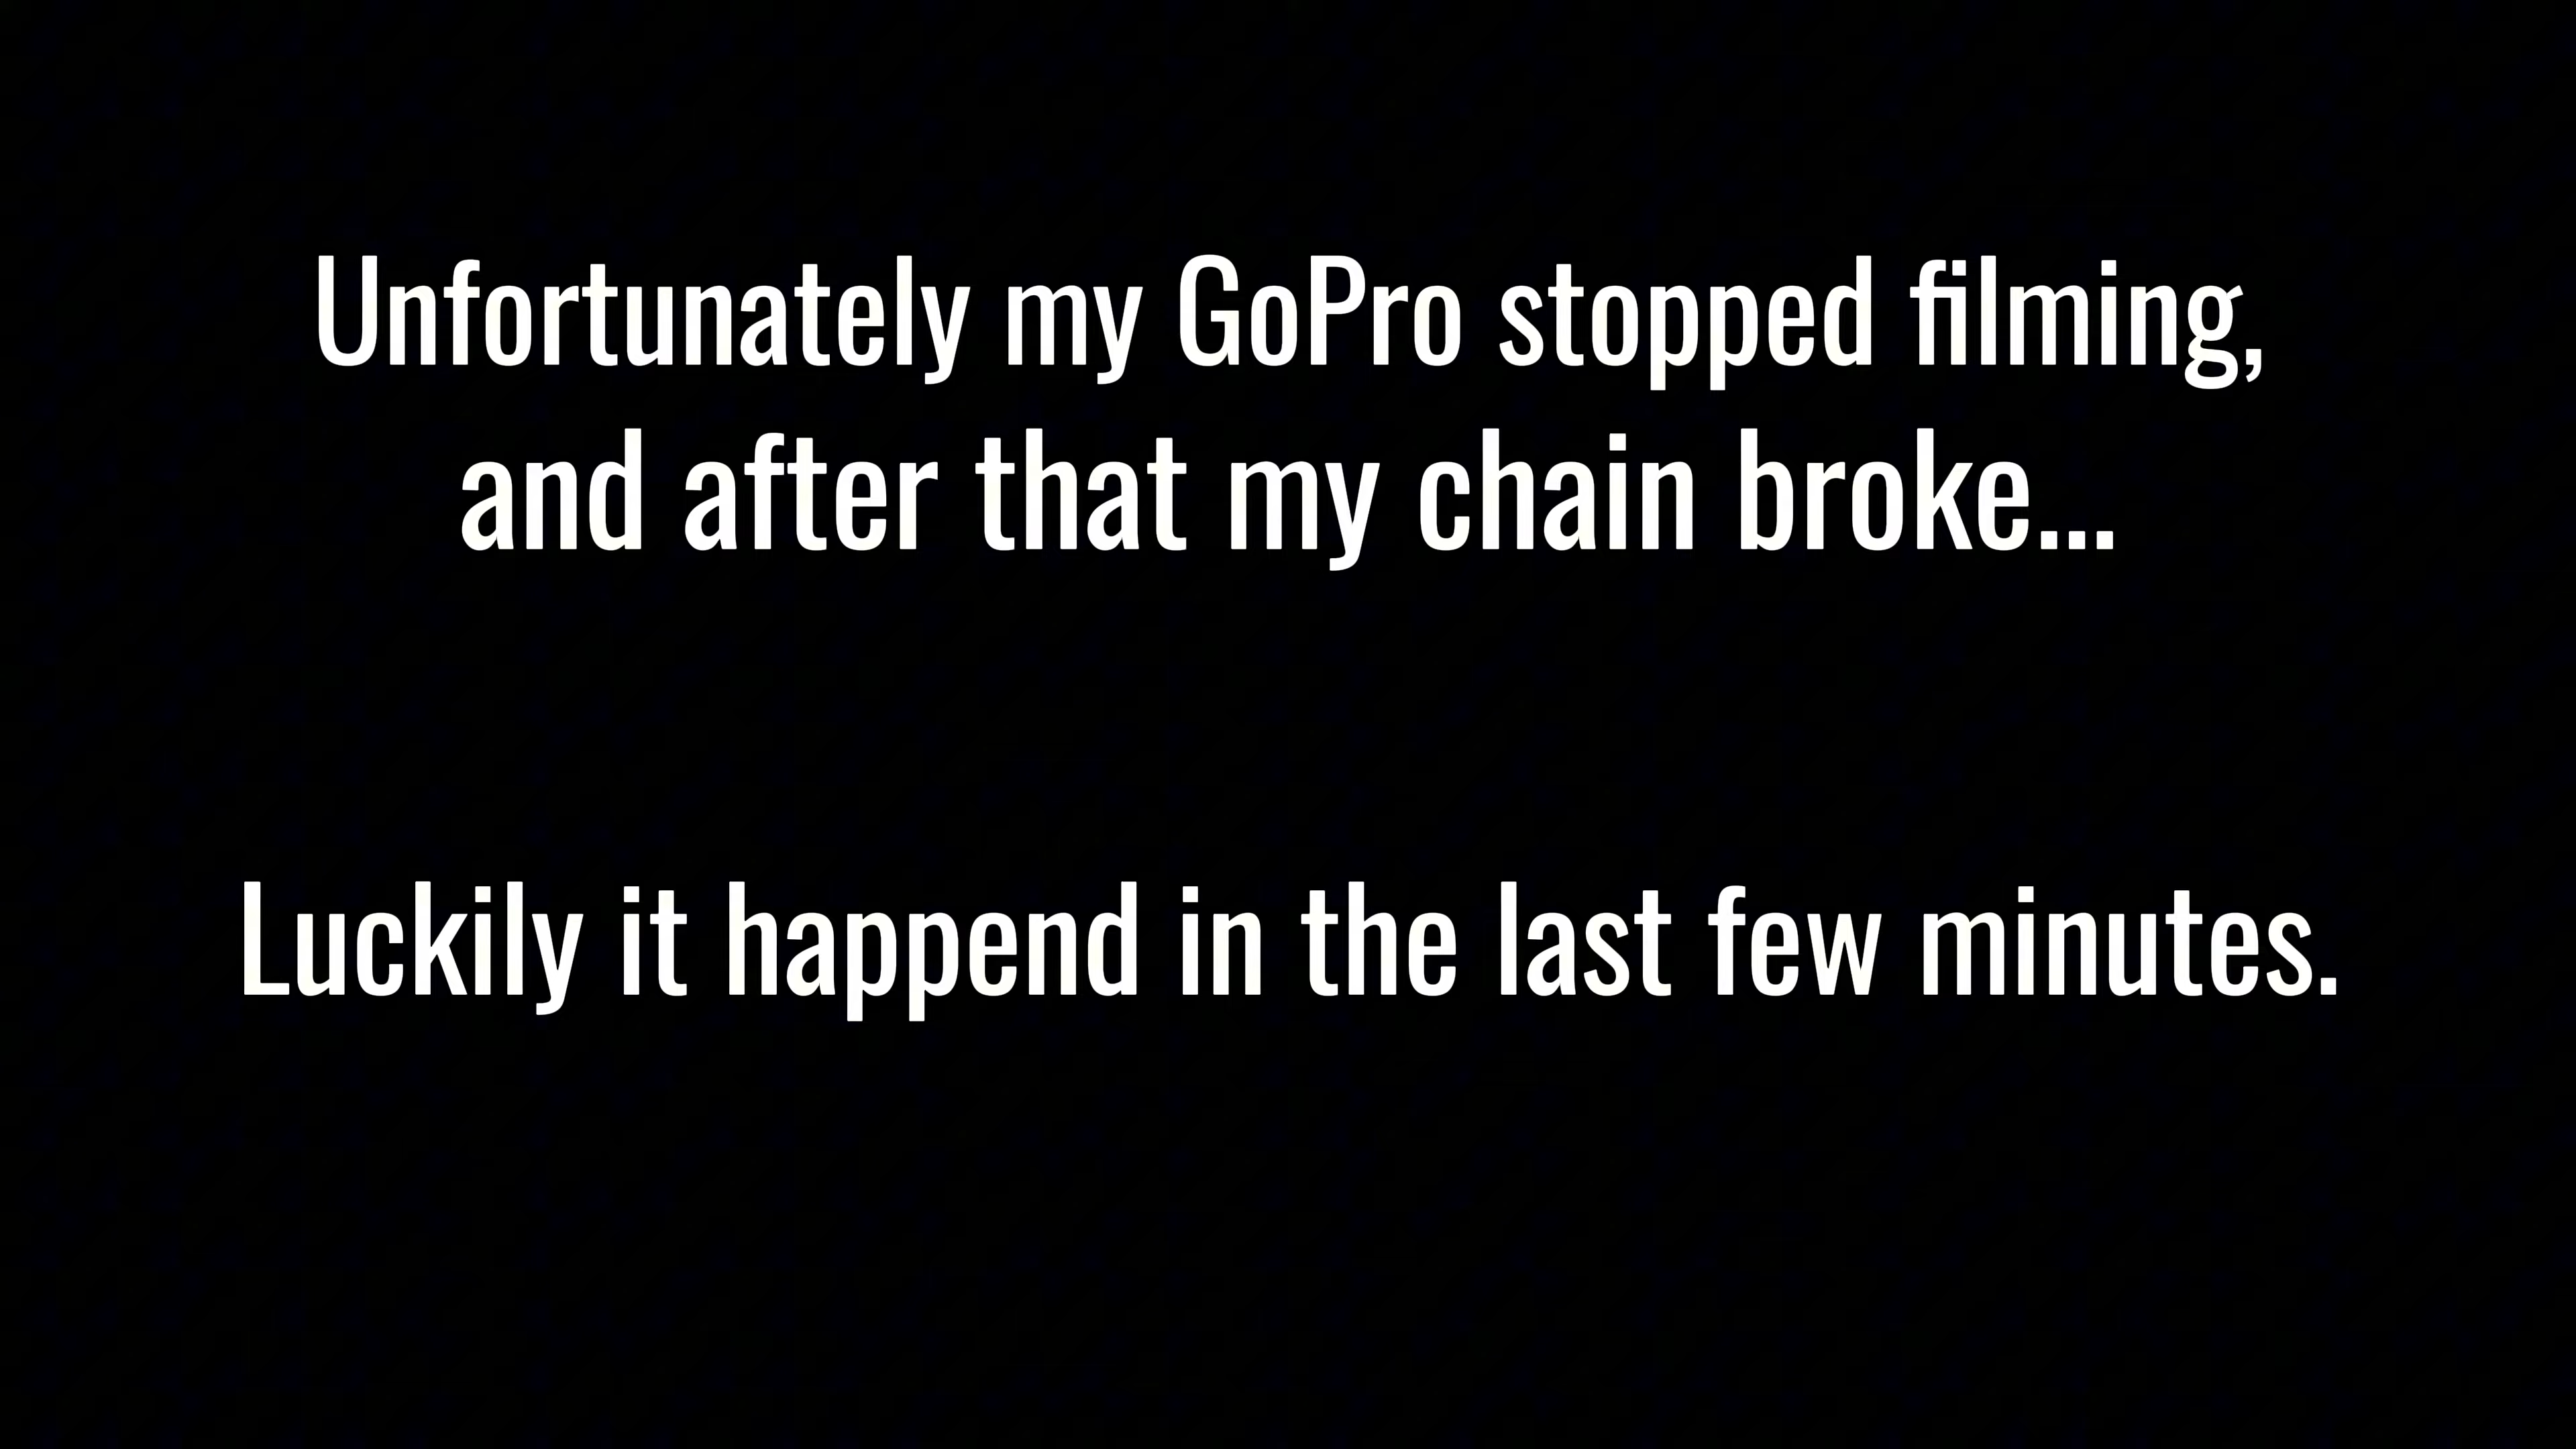 Unfortunately my GoPro stopped filming,
and after that my chain broke...
Luckily it happend in the last few minutes.